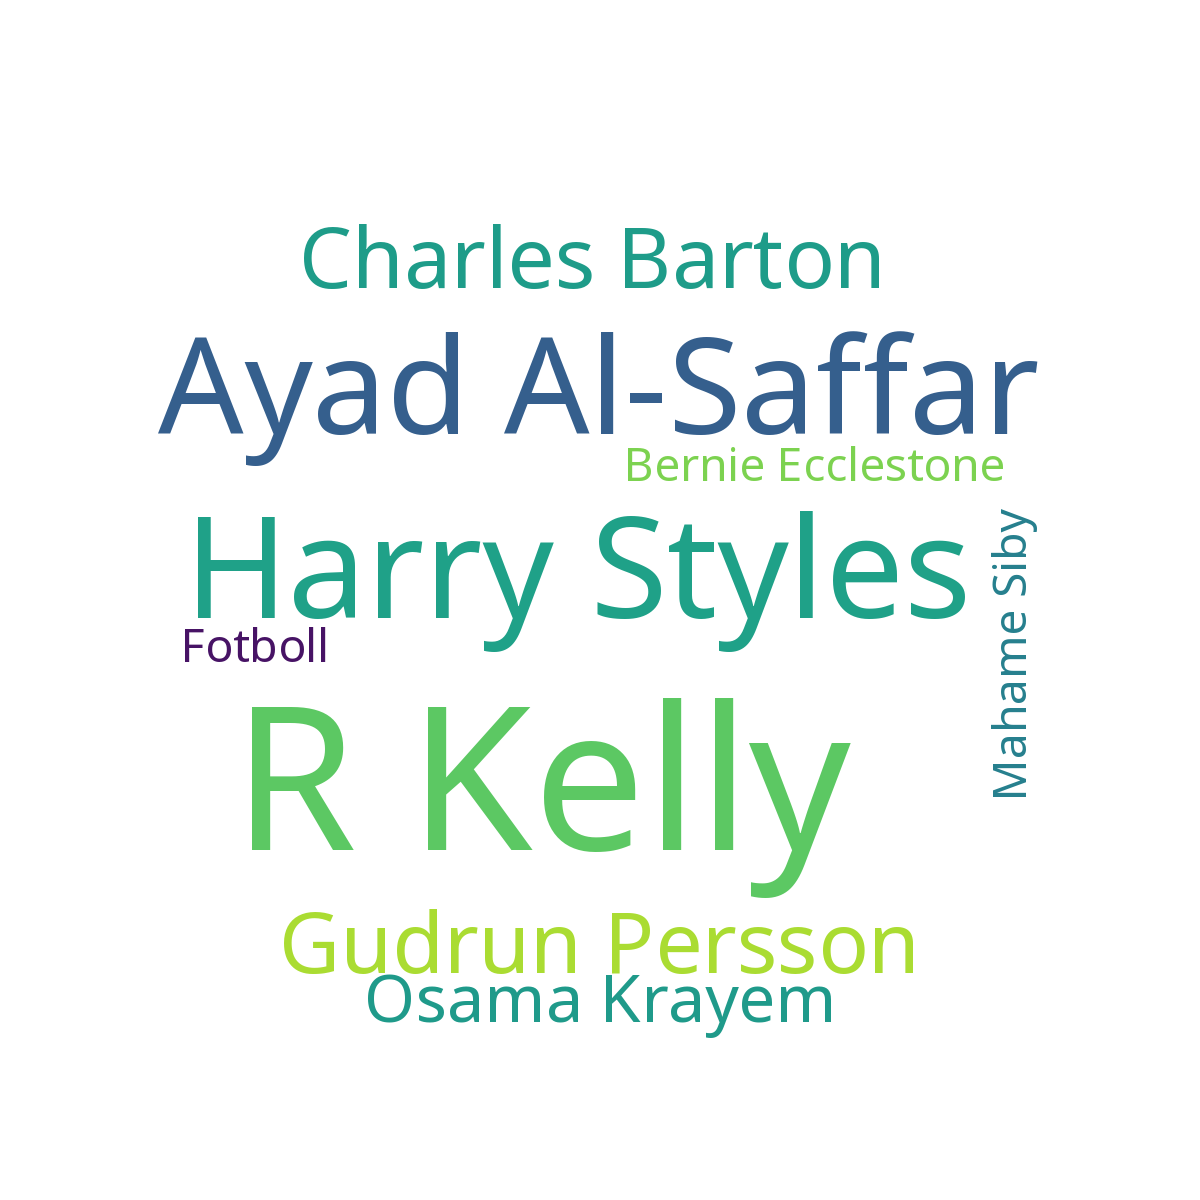 Charles Barton
Ayad Al-Saffar
Bernie Ecclestone
Harry Styles
Mahame Siby
Fotboll
R Kelly
Gudrun Persson
Osama Krayem